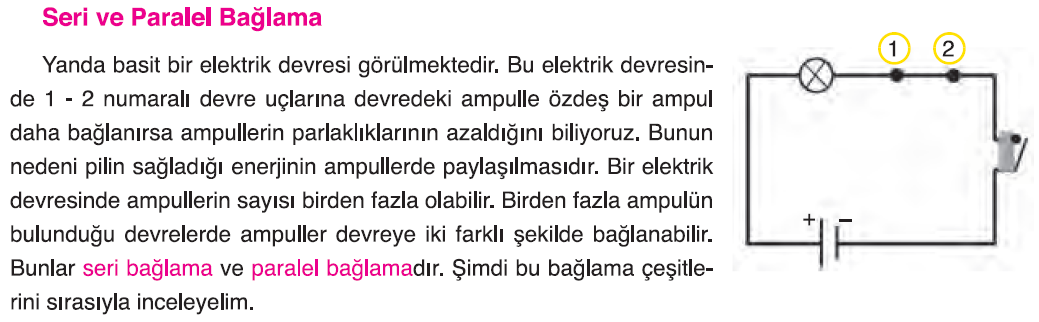 Seri ve Paralel Bağlama
Yanda basit bir elektrik devresi görülmektedir. Bu elektrik devresin-
de 1 - 2 numaralı devre uçlarına devredeki ampulle özdeş bir ampul
daha bağlanırsa ampullerin parlaklıklarının azaldığını biliyoruz. Bunun
nedeni pilin sağladığı enerjinin ampullerde paylaşılmasıdır. Bir elektrik
devresinde ampullerin sayısı birden fazla olabilir. Birden fazla ampulün
bulunduğu devrelerde ampuller devreye iki farklı şekilde bağlanabilir.
Bunlar seri bağlama ve paralel bağlamadır. Şimdi bu bağlama çeşitle-
rini sırasıyla inceleyelim.
1 2
+ –